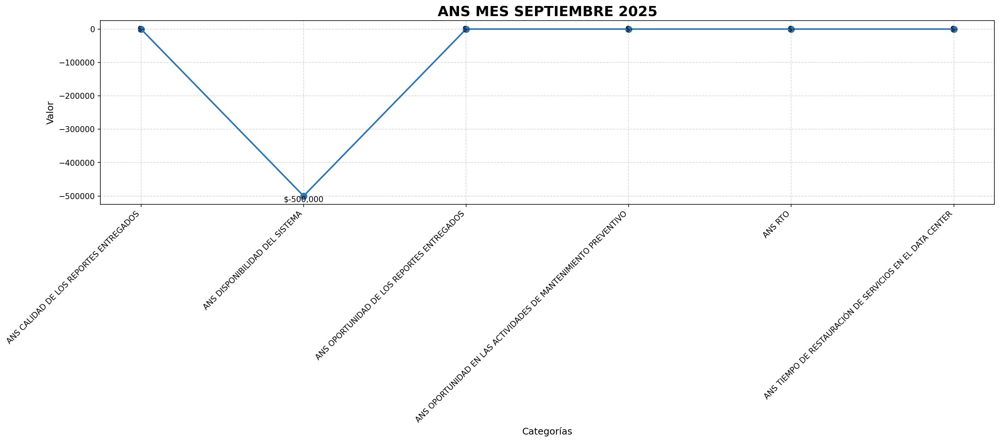 ANS MES SEPTIEMBRE 2025
Valor
0
−100000
−200000
−300000
−400000
−500000
$-
$-500,000
$-
$-
$-
$-
ANS CALIDAD DE LOS REPORTES ENTREGADOS
ANS DISPONIBILIDAD DEL SISTEMA
ANS OPORTUNIDAD DE LOS REPORTES ENTREGADOS
ANS OPORTUNIDAD EN LAS ACTIVIDADES DE MANTENIMIENTO PREVENTIVO
ANS RTO
ANS TIEMPO DE RESTAURACIÓN DE SERVICIOS EN EL DATA CENTER
Categorías